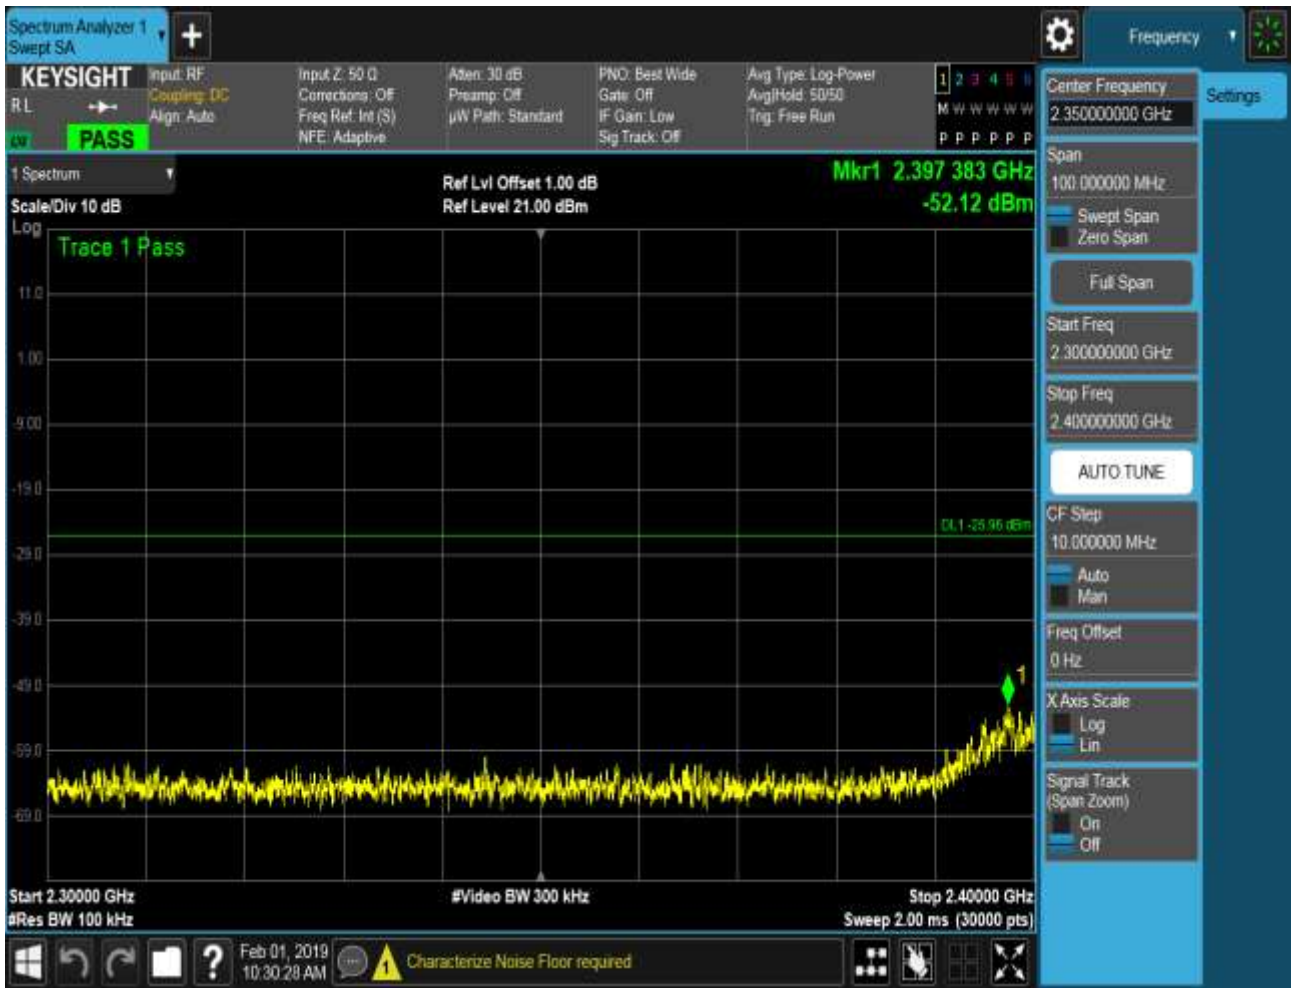 Spectrum Analyzer 1
Swept SA
+
Frequency
KEYSIGHT
Input: RF
Coupling: DC
Align: Auto
Input Z: 50 Ω
Corrections: Off
Freq Ref: Int (S)
NFE: Adaptive
Atten: 30 dB
Preamp: Off
µW Path: Standard
PNO: Best Wide
Gate: Off
IF Gain: Low
Sig Track: Off
Avg Type: Log-Power
Avg|Hold: 50/50
Trig: Free Run
1 2 3 4 5 6
M W W W W W
P P P P P P
R L
PASS
1 Spectrum
Scale/Div 10 dB
Ref Lvl Offset 1.00 dB
Ref Level 21.00 dBm
Mkr1 2.397 383 GHz
-52.12 dBm
Log
Trace 1 Pass
11.0
1.00
-9.00
-19.0
DL1 -25.96 dBm
-29.0
-39.0
-49.0
1
-59.0
-69.0
Start 2.30000 GHz
#Res BW 100 kHz
#Video BW 300 kHz
Stop 2.40000 GHz
Sweep 2.00 ms (30000 pts)
Center Frequency
2.350000000 GHz
Settings
Span
100.000000 MHz
Swept Span
Zero Span
Full Span
Start Freq
2.300000000 GHz
Stop Freq
2.400000000 GHz
AUTO TUNE
CF Step
10.000000 MHz
Auto
Man
Freq Offset
0 Hz
X Axis Scale
Log
Lin
Signal Track
(Span Zoom)
On
Off
?
Feb 01, 2019
10:30:28 AM
1
Characterize Noise Floor required